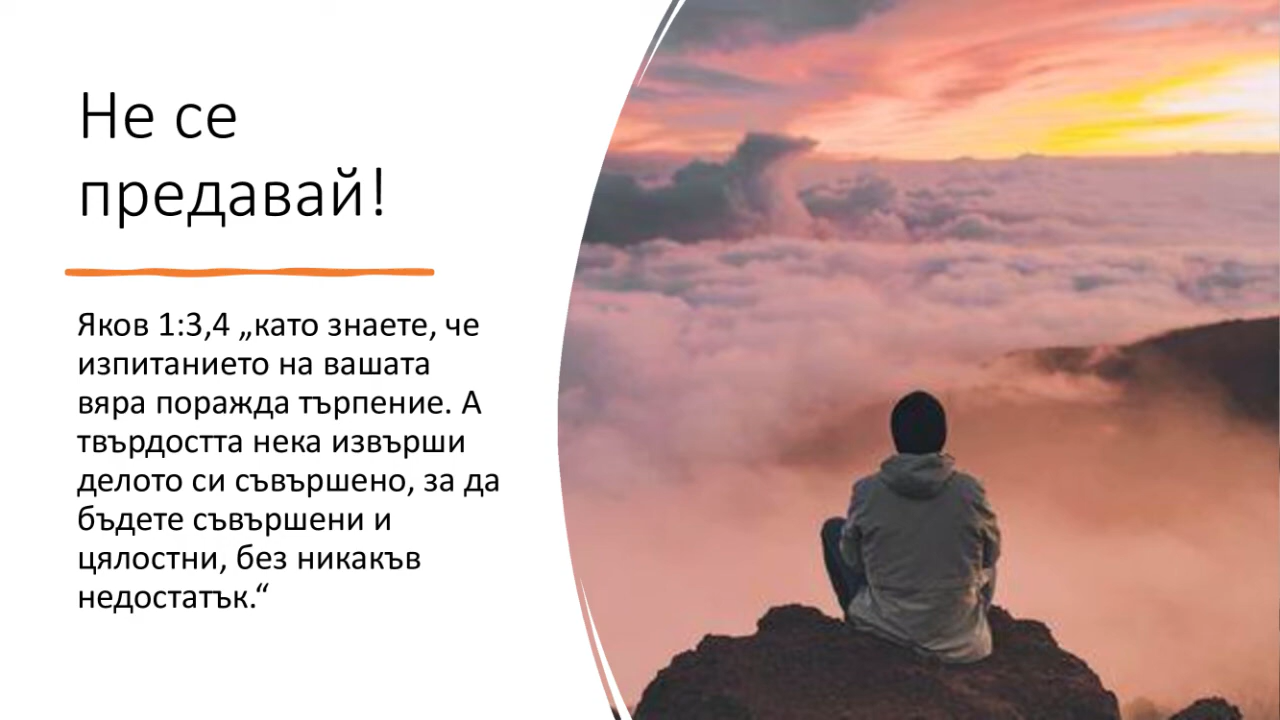 Не се
предавай!
Яков 1:3,4 „като знаете, че
изпитанието на вашата
вяра поражда търпение. А
твърдостта нека извърши
делото си съвършено, за да
бъдете съвършени и
цялостни, без никакъв
недостатък.“